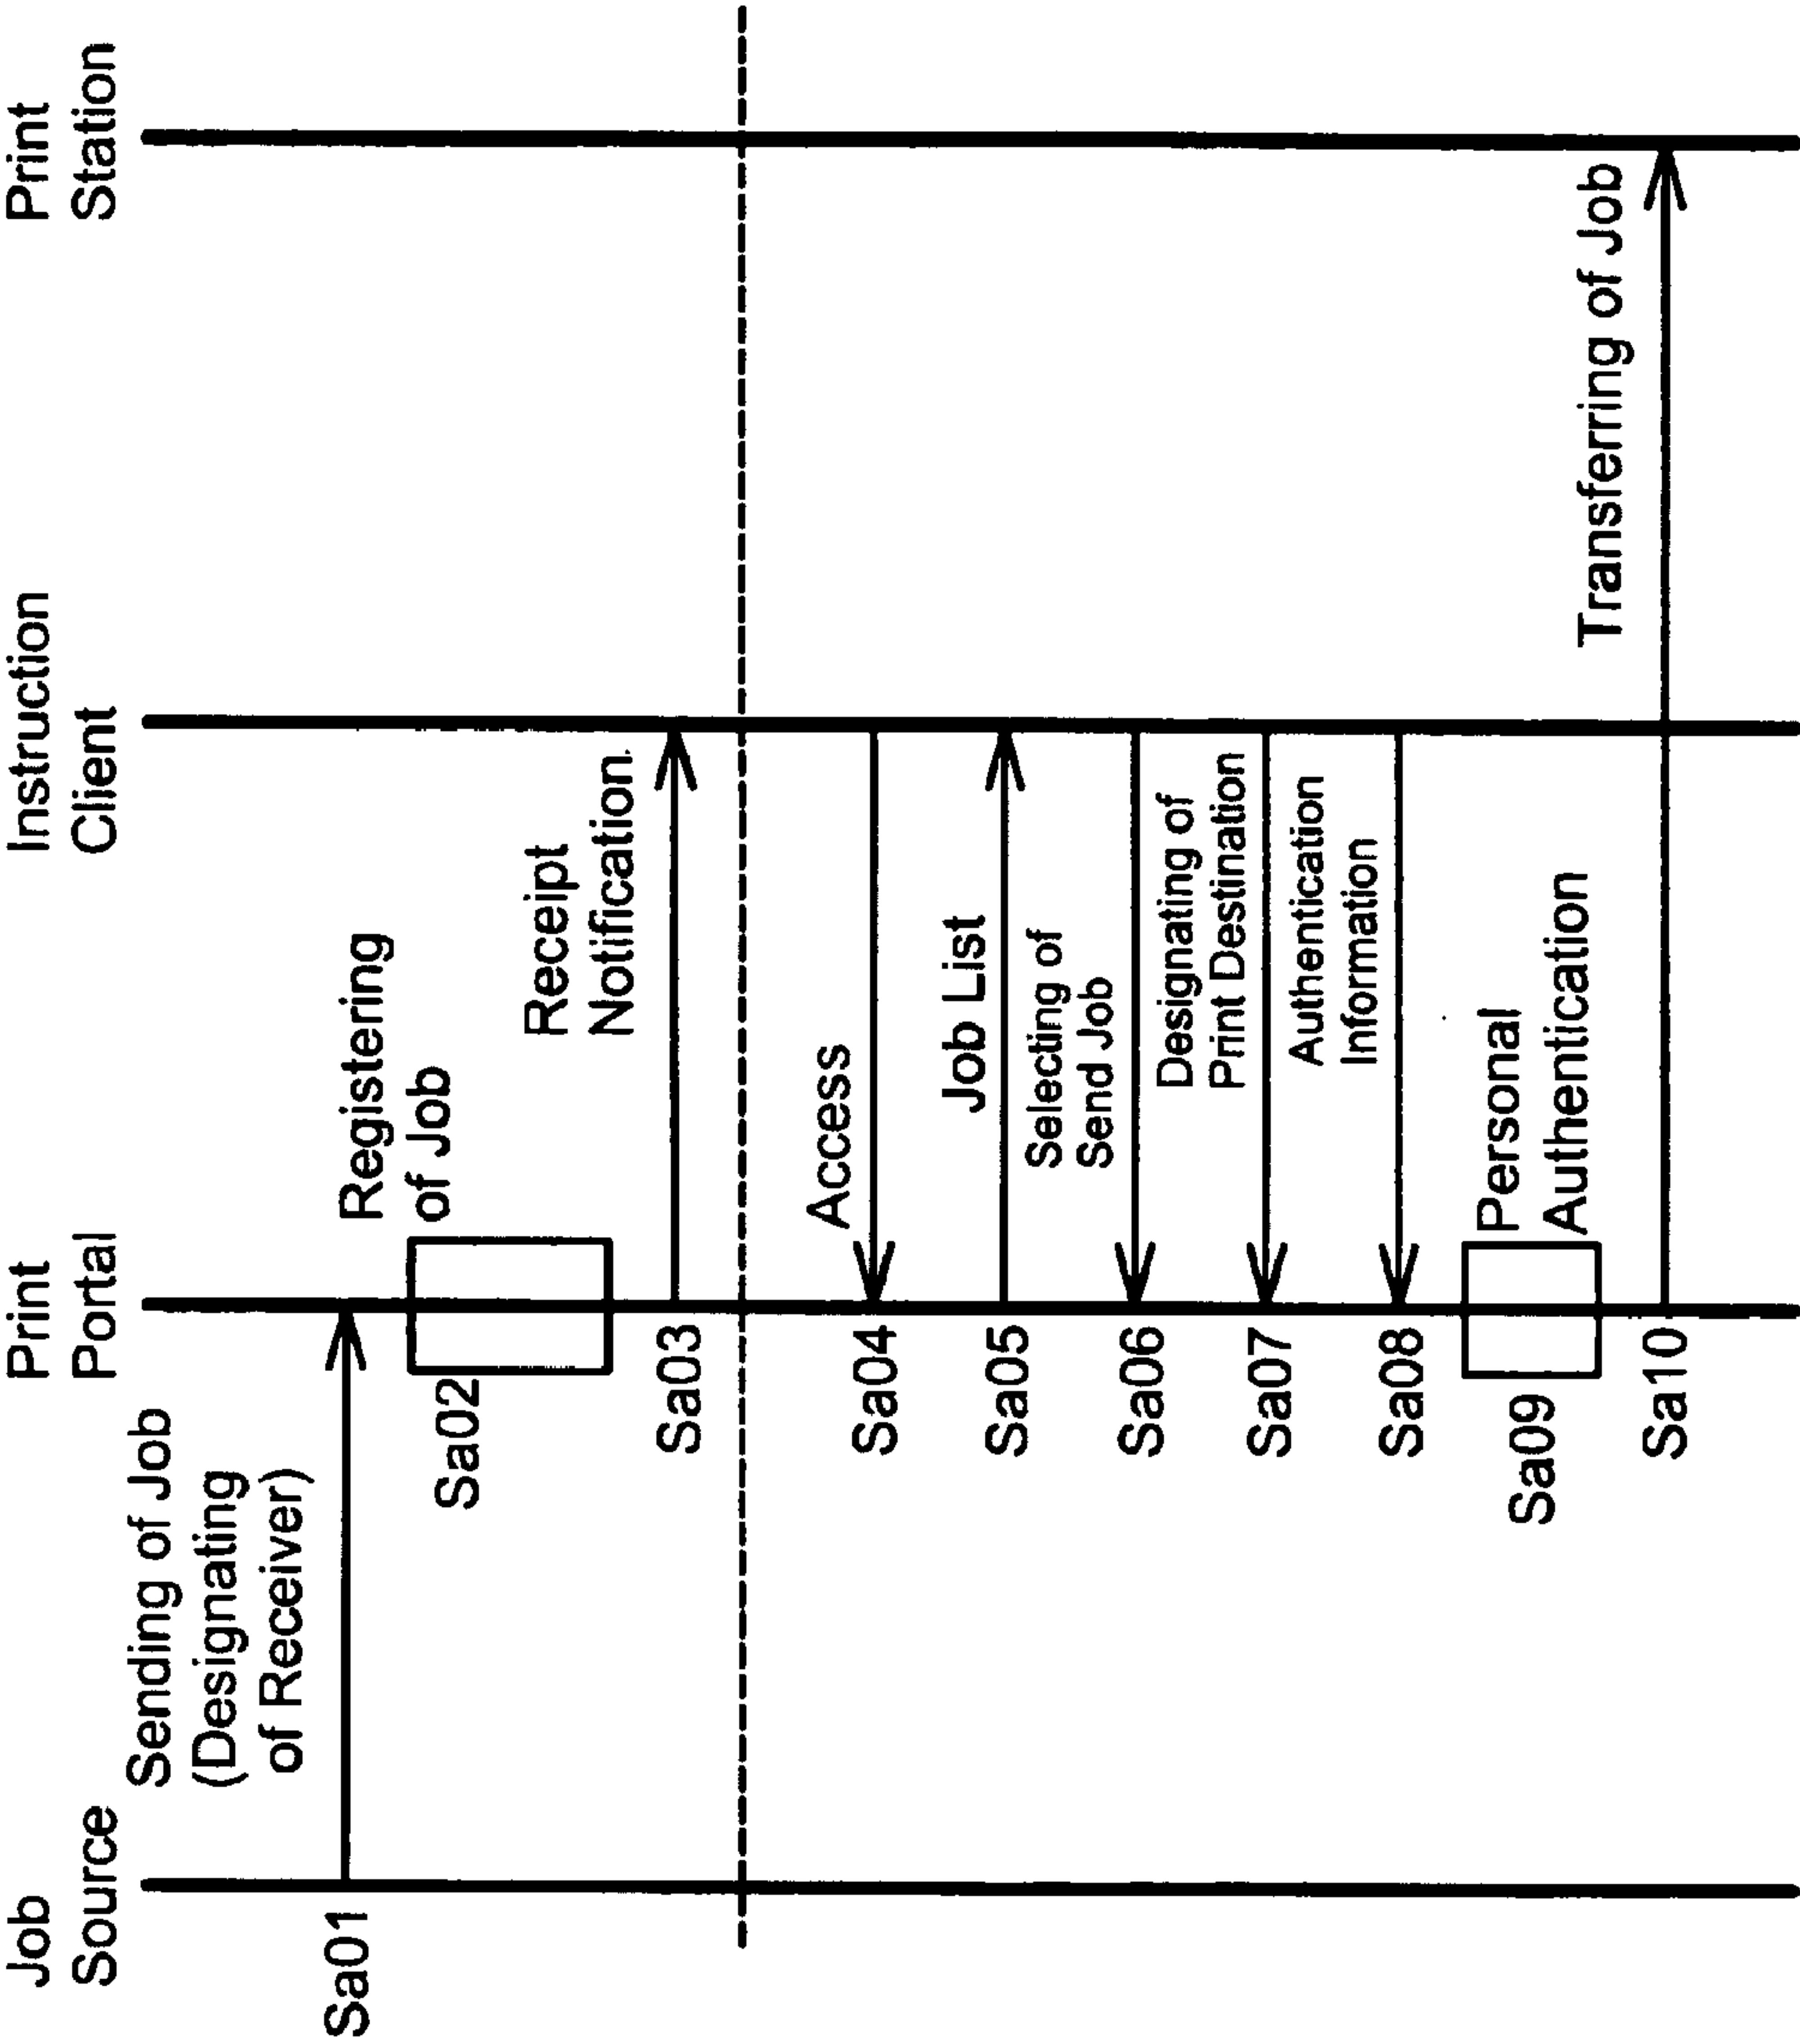 Job
Source
Print
Portal
Instruction
Client
Print
Station
Sa01
Sending of Job
(Designating
of Receiver)
Sa02
Registering
of Job
Sa03
Receipt
Notification
Sa04
Access
Sa05
Job List
Sa06
Selecting of
Send Job
Sa07
Designating of
Print Destination
Sa08
Authentication
Information
Sa09
Personal
Authentication
Sa10
Transferring of Job